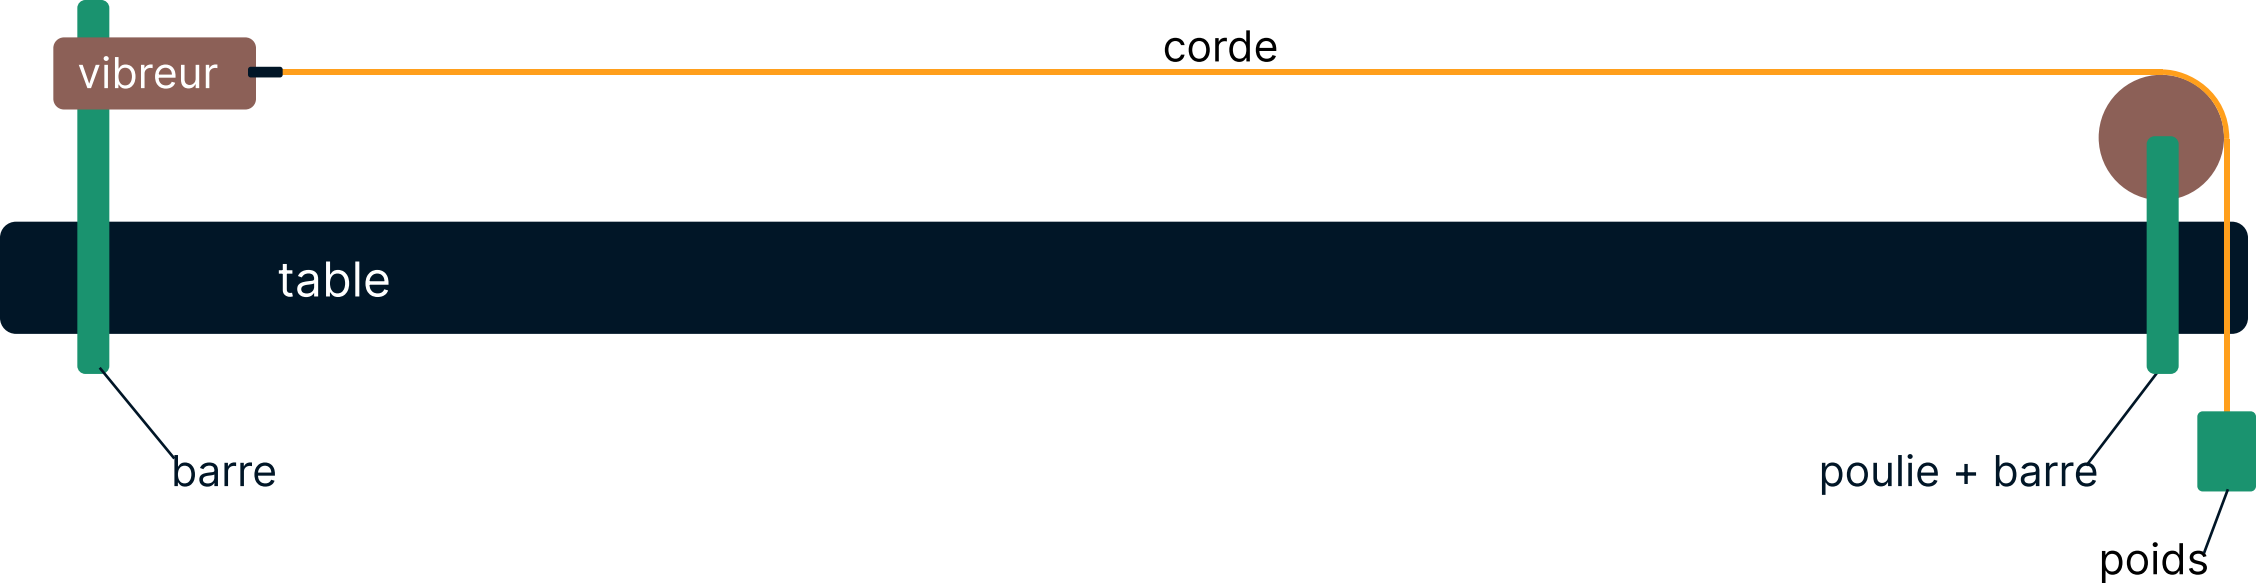 corde
vibreur
table
barre
poulie + barre
poids